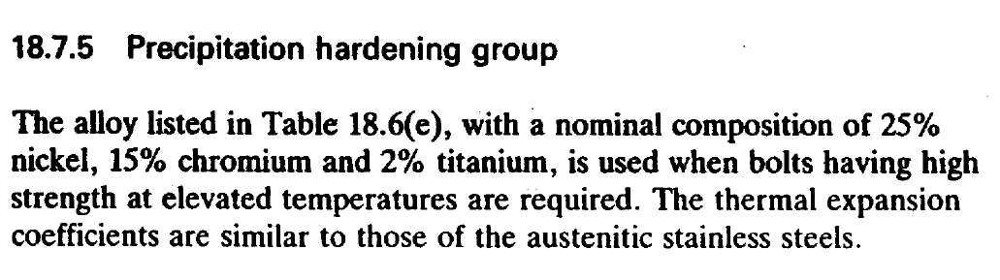 18.7.5 Precipitation hardening group
The alloy listed in Table 18.6(e), with a nominal composition of 25%
nickel, 15% chromium and 2% titanium, is used when bolts having high
strength at elevated temperatures are required. The thermal expansion
coefficients are similar to those of the austenitic stainless steels.